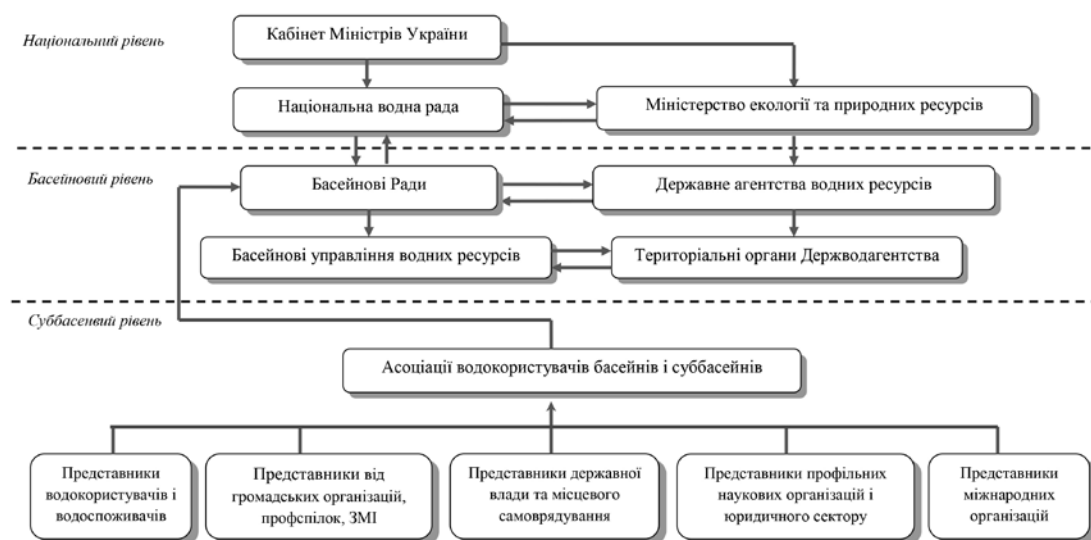 Національний рівень
Кабінет Міністрів України
Національна водна рада
Міністерство екології та природних ресурсів
Басейновий рівень
Басейнові Ради
Державне агентства водних ресурсів
Басейнові управління водних ресурсів
Територіальні органи Держводагентства
Суббасенвий рівень
Асоціації водокористувачів басейнів і суббасейнів
Представники
водокористувачів і
водоспоживачів
Представники від
громадських організацій,
профспілок, ЗМІ
Представники державної
влади та місцевого
самоврядування
Представники профільних
наукових організацій і
юридичного сектору
Представники
міжнародних
організацій